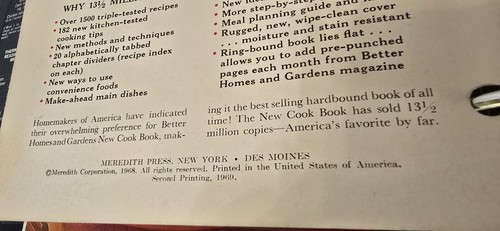 WHY 13½
• Over 1500 triple-tested recipes
• 182 new kitchen-tested
cooking tips
• New methods and techniques
• 20 alphabetically tabbed
chapter dividers (recipe index
on each)
• New ways to use
convenience foods
• Make-ahead main dishes
• New
• More step-by-step
• Meal planning guide and
• Rugged, new, wipe-clean cover
. . . moisture and stain resistant
• Ring-bound book lies flat . . .
allows you to add pre-punched
pages each month from Better
Homes and Gardens magazine
Homemakers of America have indicated
their overwhelming preference for Better
Homes and Gardens New Cook Book, mak-
ing it the best selling hardbound book of all
time! The New Cook Book has sold 13½
million copies—America's favorite by far.
MEREDITH PRESS, NEW YORK • DES MOINES
©Meredith Corporation, 1968. All rights reserved. Printed in the United States of America.
Second Printing, 1969.